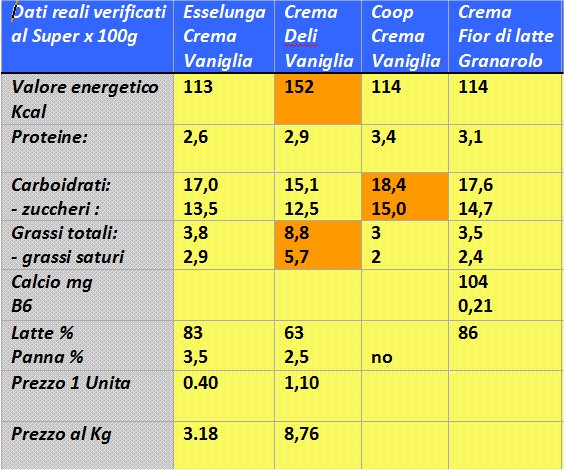 Dati reali verificati Esselunga Crema Coop Crema
al Super x 100g Crema Deli Crema Fior di latte
Vaniglia Vaniglia Vaniglia Granarolo
Valore energetico 113 152 114 114
Kcal
Proteine: 2,6 2,9 3,4 3,1
Carboidrati: 17,0 15,1 18,4 17,6
- zuccheri : 13,5 12,5 15,0 14,7
Grassi totali: 3,8 8,8 3 3,5
- grassi saturi 2,9 5,7 2 2,4
Calcio mg 104
B6 0,21
Latte % 83 63 86
Panna % 3,5 2,5 no
Prezzo 1 Unita 0.40 1,10
Prezzo al Kg 3.18 8,76